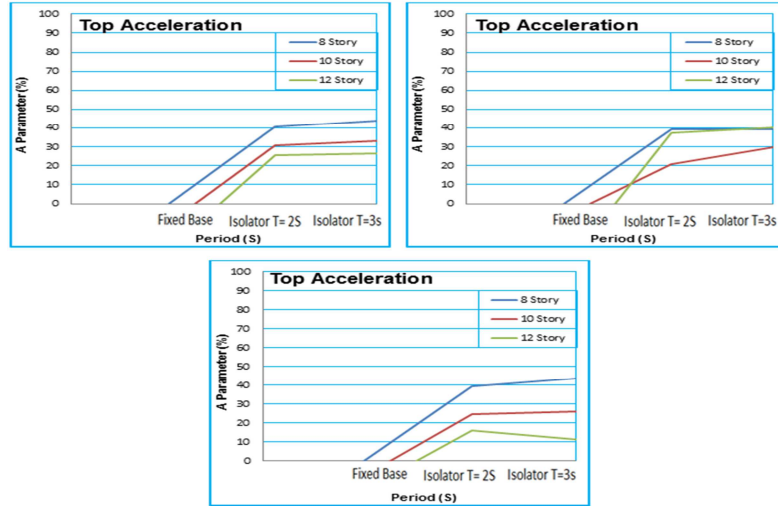 Top Acceleration
100
90
80
70
60
50
40
30
20
10
0
A Parameter (%)
8 Story
10 Story
12 Story
Fixed Base Isolator T= 2S Isolator T=3s
Period (S)
Top Acceleration
100
90
80
70
60
50
40
30
20
10
0
A Parameter (%)
8 Story
10 Story
12 Story
Fixed Base Isolator T= 2S Isolator T=3s
Period (S)
Top Acceleration
100
90
80
70
60
50
40
30
20
10
0
A Parameter (%)
8 Story
10 Story
12 Story
Fixed Base Isolator T= 2S Isolator T=3s
Period (S)